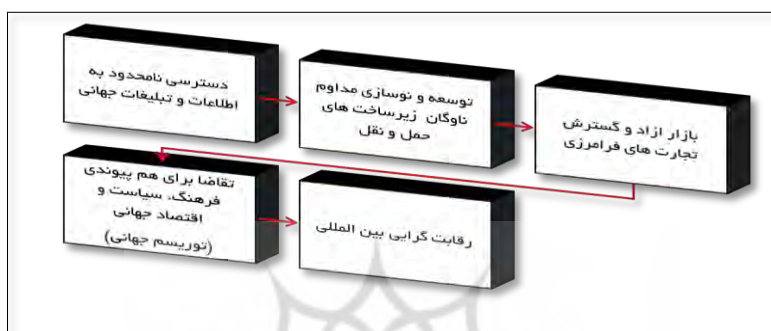 دسترسی نامحدود به
اطلاعات و تبلیغات جهانی
توسعه و نوسازی مداوم
ناوگان زیرساخت های
حمل و نقل
بازار ازاد و گسترش
تجارت های فرامرزی
تقاضا برای هم پیوندی
فرهنگ، سیاست و
اقتصاد جهانی
(توریسم جهانی)
رقابت گرایی بین المللی